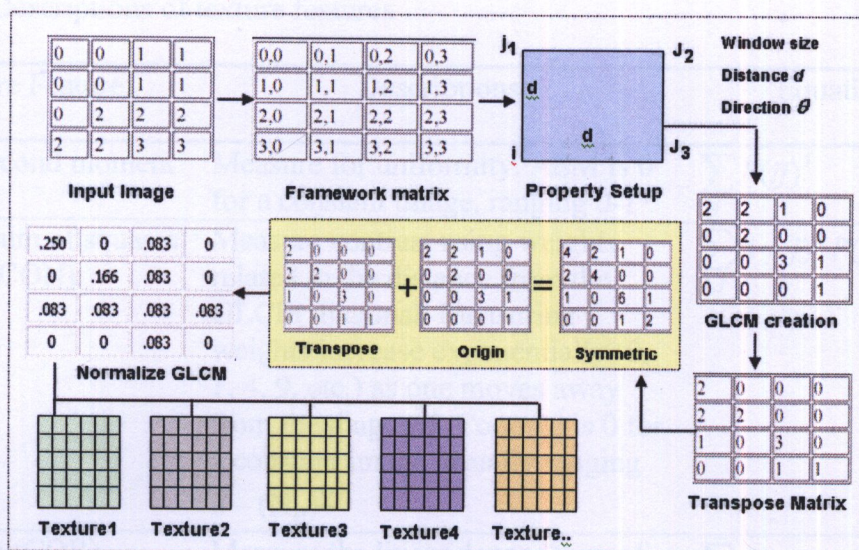 0 0 1 1
0 0 1 1
0 2 2 2
2 2 3 3
Input Image
0,0 0,1 0,2 0,3
1,0 1,1 1,2 1,3
2,0 2,1 2,2 2,3
3,0 3,1 3,2 3,3
Framework matrix
j1 J2
d
d
i J3
Property Setup
Window size
Distance d
Direction θ
2 2 1 0
0 2 0 0
0 0 3 1
0 0 0 1
GLCM creation
2 0 0 0
2 2 0 0
1 0 3 0
0 0 1 1
Transpose Matrix
2 0 0 0
2 2 0 0
1 0 3 0
0 0 1 1
Transpose
+
2 2 1 0
0 2 0 0
0 0 3 1
0 0 0 1
Origin
=
4 2 1 0
2 4 0 0
1 0 6 1
0 0 1 2
Symmetric
.250 0 .083 0
0 .166 .083
.083 .083 .083 .083
0 0 .083
Normalize GLCM
Texture1 Texture2 Texture3 Texture4 Texture..